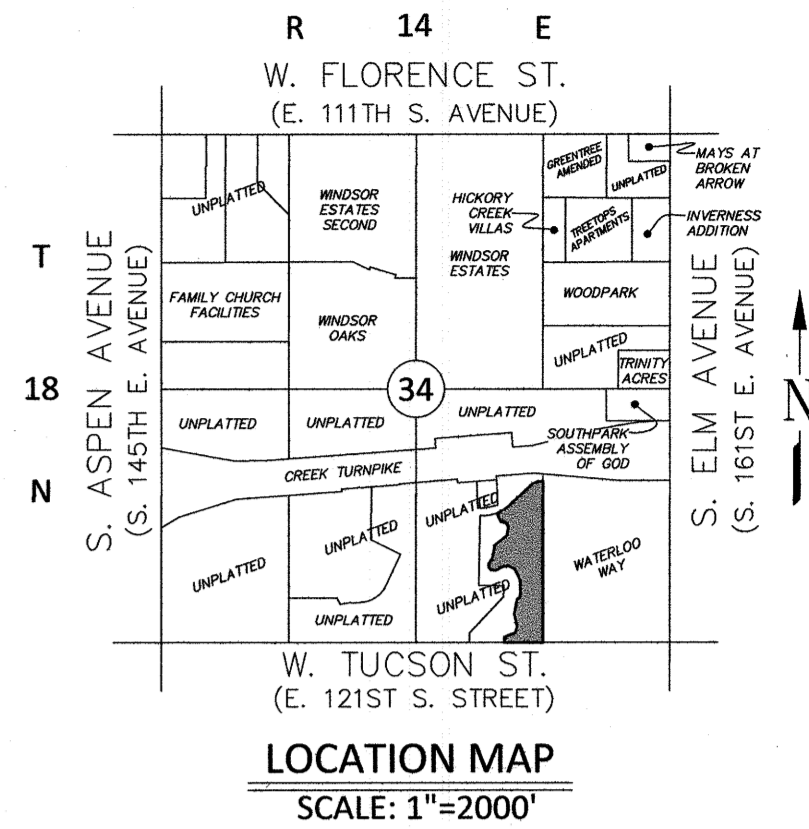 R 14 E
W. FLORENCE ST.
(E. 111TH S. AVENUE)
T
18
N
S. ASPEN AVENUE
(S. 145TH E. AVENUE)
UNPLATTED
WINDSOR
ESTATES
SECOND
HICKORY
CREEK
VILLAS
WINDSOR
ESTATES
GREENTREE
AMENDED
UNPLATTED
MAYS AT
BROKEN
ARROW
TREETOPS
APARTMENTS
INVERNESS
ADDITION
FAMILY CHURCH
FACILITIES
WINDSOR
OAKS
WOODPARK
UNPLATTED
TRINITY
ACRES
34
UNPLATTED
UNPLATTED
UNPLATTED
SOUTHPARK
ASSEMBLY
OF GOD
CREEK TURNPIKE
UNPLATTED
UNPLATTED
UNPLATTED
UNPLATTED
UNPLATTED
WATERLOO
WAY
S. ELM AVENUE
(S. 161ST E. AVENUE)
N
W. TUCSON ST.
(E. 121ST S. STREET)
LOCATION MAP
SCALE: 1"=2000'